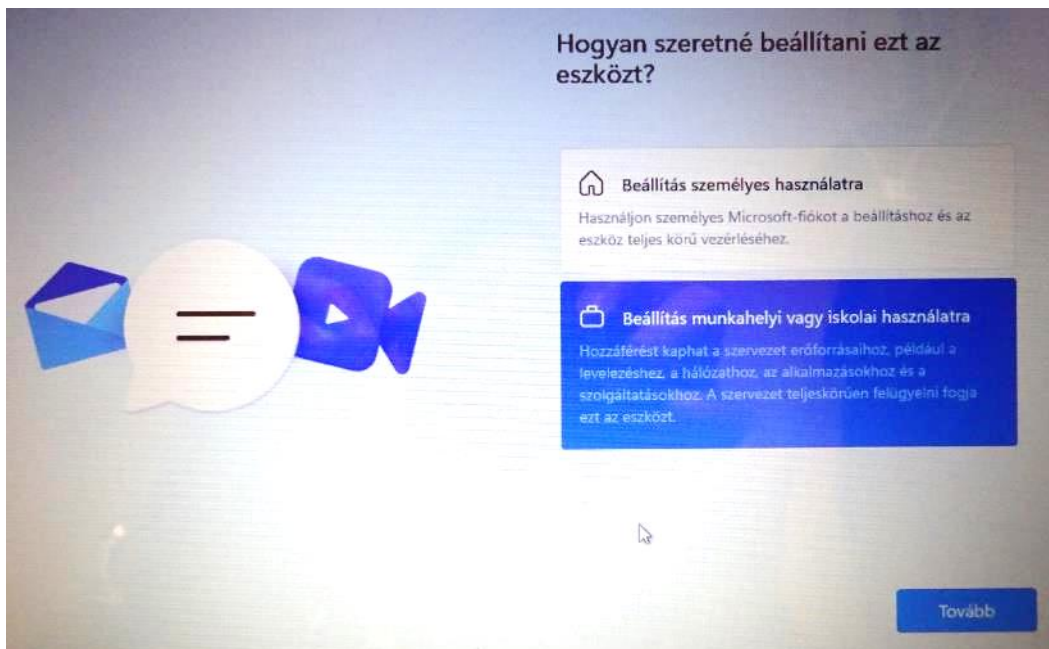 Hogyan szeretné beállítani ezt az
eszközt?
Beállítás személyes használatra
Használjon személyes Microsoft-fiókot a beállításhoz és az
eszköz teljes körű vezérléséhez.
Beállítás munkahelyi vagy iskolai használatra
Hozzáférést kaphat a szervezet erőforrásaihoz, például a
levelezéshez, a hálózathoz, az alkalmazásokhoz és a
szolgáltatásokhoz. A szervezet teljeskörűen felügyelni fogja
ezt az eszközt.
Tovább